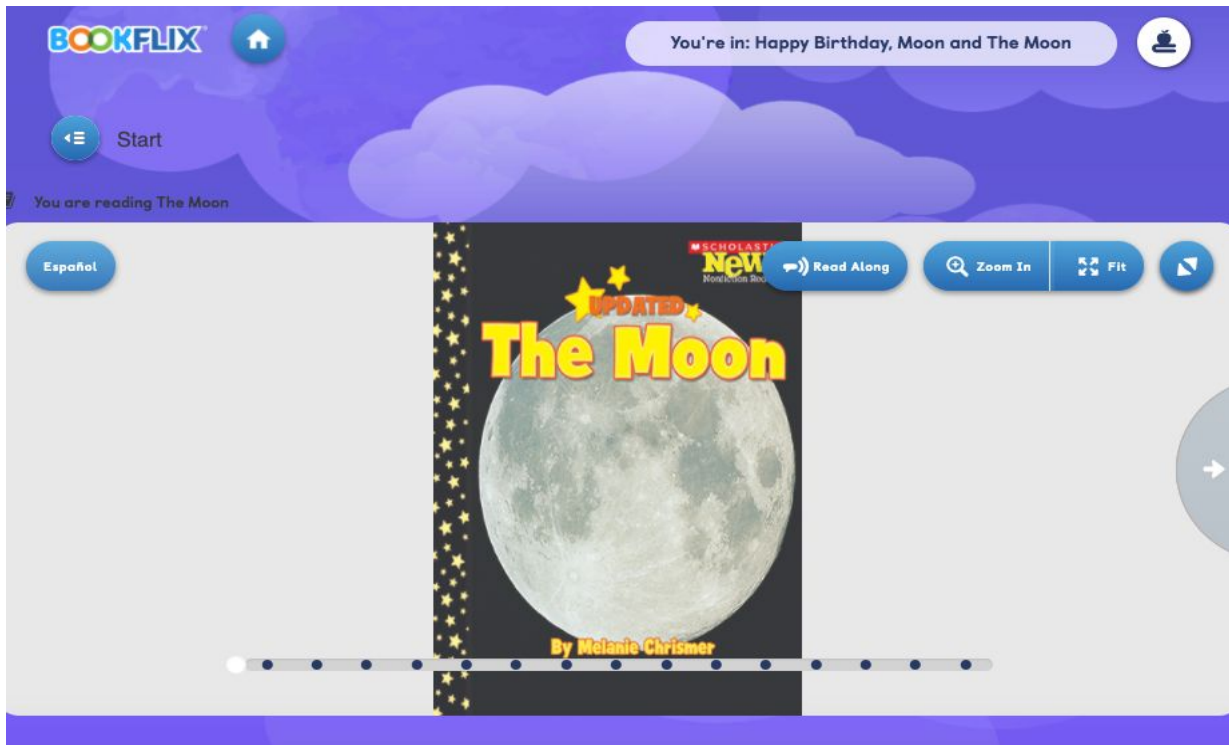 BOOKFLIX
You're in: Happy Birthday, Moon and The Moon
Start
You are reading The Moon
Español
Read Along
Zoom In
Fit
UPDATED
The Moon
By Melanie Chrismer